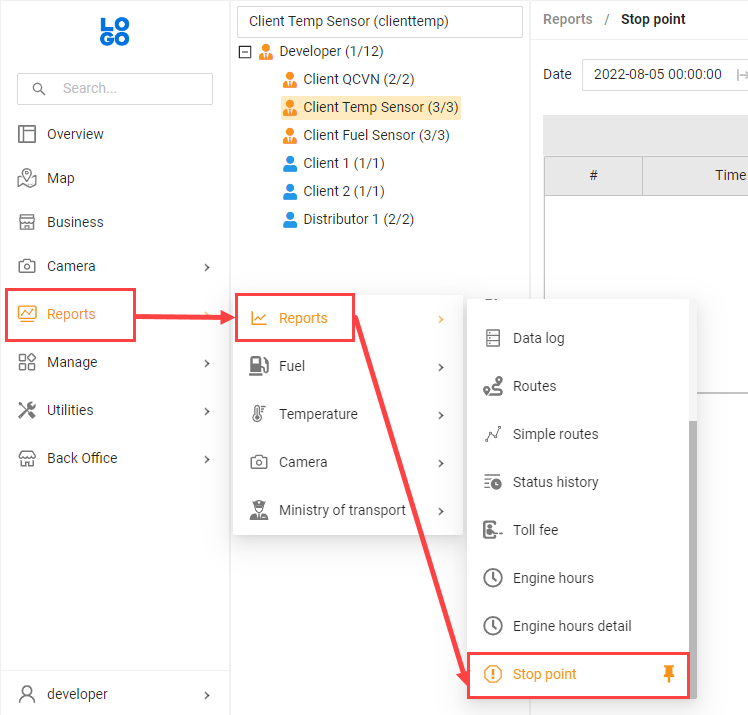 LO
GO
Search...
Overview
Map
Business
Camera
Reports
Manage
Utilities
Back Office
developer
Client Temp Sensor (clienttemp)
Developer (1/12)
Client QCVN (2/2)
Client Temp Sensor (3/3)
Client Fuel Sensor (3/3)
Client 1 (1/1)
Client 2 (1/1)
Distributor 1 (2/2)
Reports
Fuel
Temperature
Camera
Ministry of transport
Data log
Routes
Simple routes
Status history
Toll fee
Engine hours
Engine hours detail
Stop point
Reports / Stop point
Date 2022-08-05 00:00:00
# Time